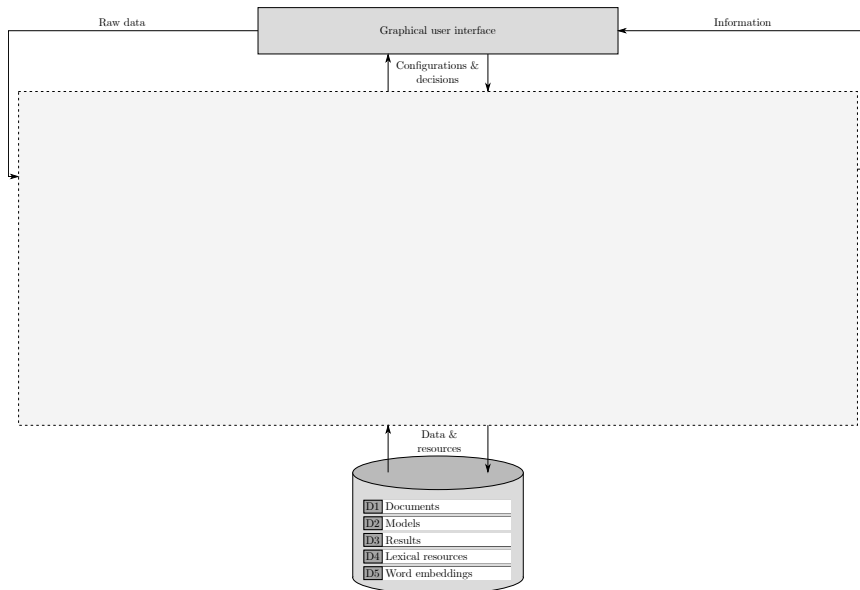 Raw data
Graphical user interface
Information
Configurations &
decisions
Data &
resources
D1 Documents
D2 Models
D3 Results
D4 Lexical resources
D5 Word embeddings